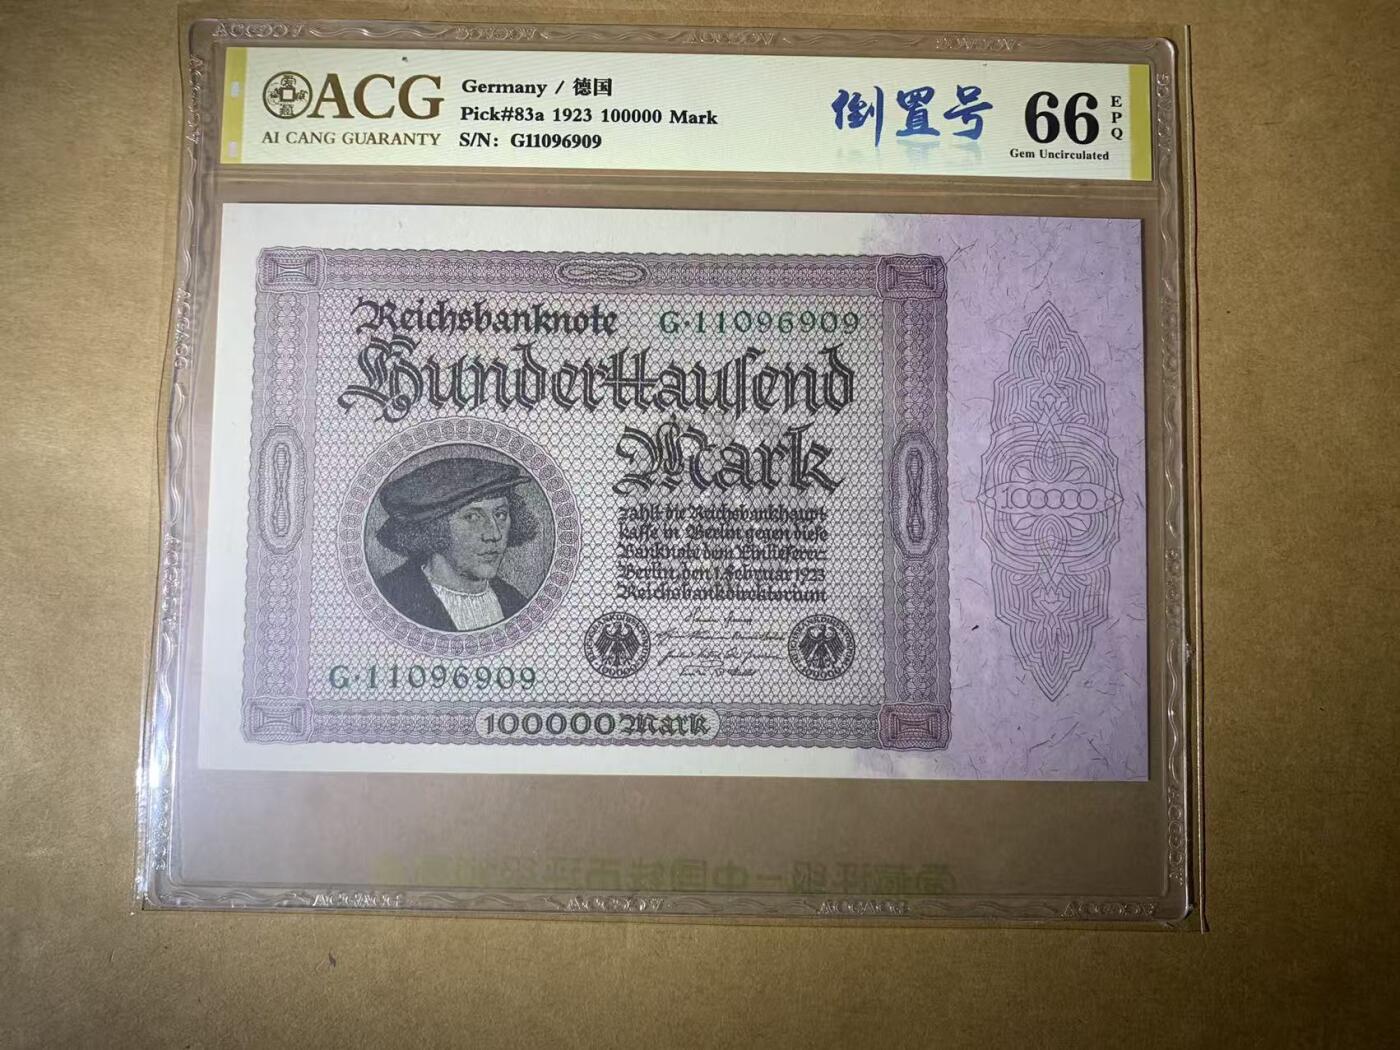 ACG
AI CANG GUARANTY
Germany / 德国
Pick#83a 1923 100000 Mark
S/N: G11096909
倒置号
66
EPQ
Gem Uncirculated
Reichsbanknote G·11096909
Hunderttausend
Mark
zahlt die Reichsbankhaupt-
kasse in Berlin gegen diese
Banknote dem Einlieferer·
Berlin, den 1. Februar 1923
Reichsbankdirektorium
100000
G·11096909
100000 Mark